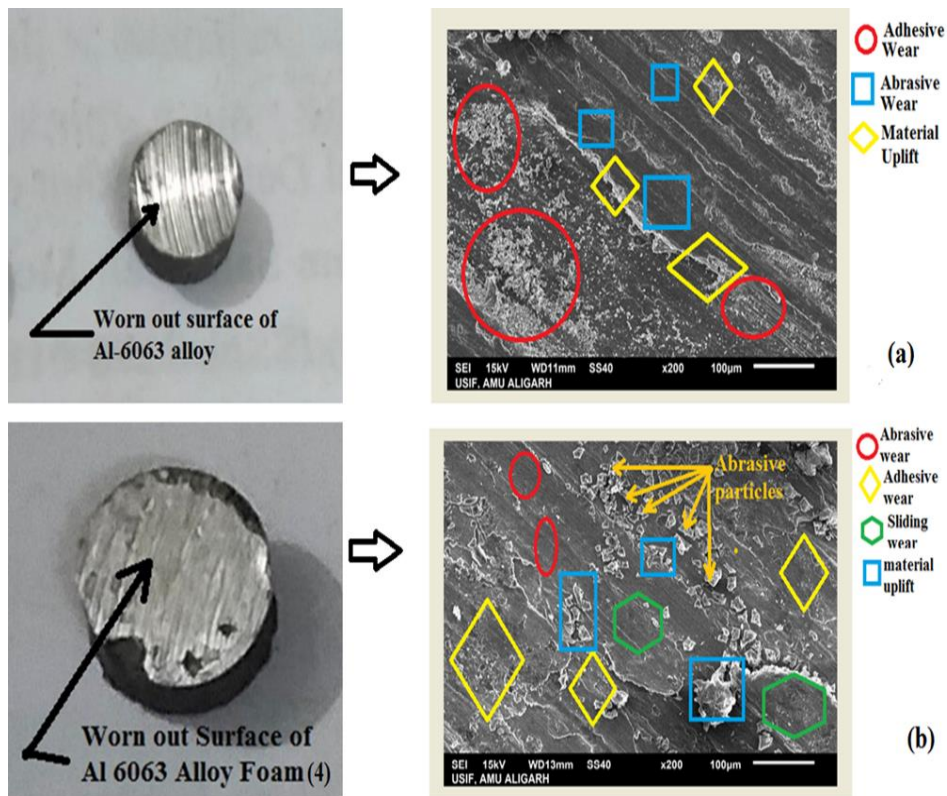 Adhesive
Wear
Abrasive
Wear
Material
Uplift
Worn out surface of
Al-6063 alloy
SEI 15kV WD11mm SS40 x200 100µm
USIF, AMU ALIGARH
(a)
Abrasive
wear
Adhesive
wear
Sliding
wear
material
uplift
Abrasive
particles
Worn out Surface of
Al 6063 Alloy Foam(4)
SEI 15kV WD13mm SS40 x200 100µm
USIF, AMU ALIGARH
(b)